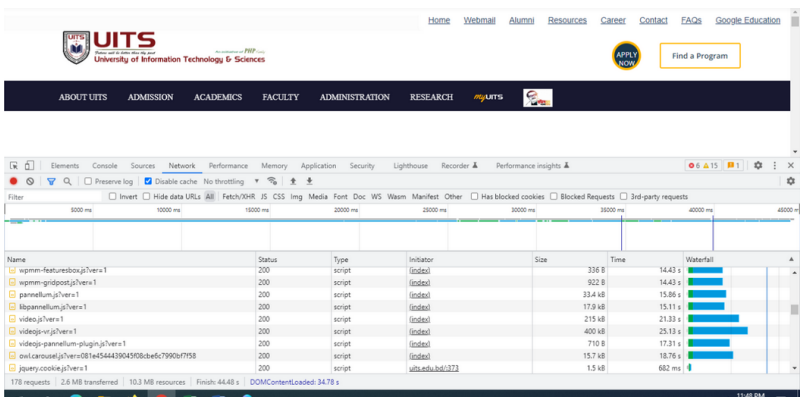 Home Webmail Alumni Resources Career Contact FAQs Google Education
UITS
University of Information Technology & Sciences
APPLY NOW
Find a Program
ABOUT UITS ADMISSION ACADEMICS FACULTY ADMINISTRATION RESEARCH myUITS
Elements Console Sources Network Performance Memory Application Security Lighthouse Recorder Performance insights 6 15 1
Preserve log Disable cache No throttling
Filter Invert Hide data URLs All Fetch/XHR JS CSS Img Media Font Doc WS Wasm Manifest Other Has blocked cookies Blocked Requests 3rd-party requests
5000 ms 10000 ms 15000 ms 20000 ms 25000 ms 30000 ms 35000 ms 40000 ms 45000 m
Name Status Type Initiator Size Time Waterfall
wpmm-featuresbox.js?ver=1 200 script (index) 336 B 14.43 s
wpmm-gridpost.js?ver=1 200 script (index) 922 B 14.43 s
pannellum.js?ver=1 200 script (index) 33.4 kB 15.86 s
libpannellum.js?ver=1 200 script (index) 17.9 kB 15.11 s
video.js?ver=1 200 script (index) 215 kB 21.33 s
videojs-vr.js?ver=1 200 script (index) 400 kB 25.13 s
videojs-pannellum-plugin.js?ver=1 200 script (index) 710 B 17.31 s
owl.carousel.js?ver=081e4544439045f08cbe6c7990bf7f58 200 script (index) 15.7 kB 18.76 s
jquery.cookie.js?ver=1 200 script uits.edu.bd/:373 1.5 kB 682 ms
178 requests 2.6 MB transferred 10.3 MB resources Finish: 44.48 s DOMContentLoaded: 34.78 s
11:48 PM